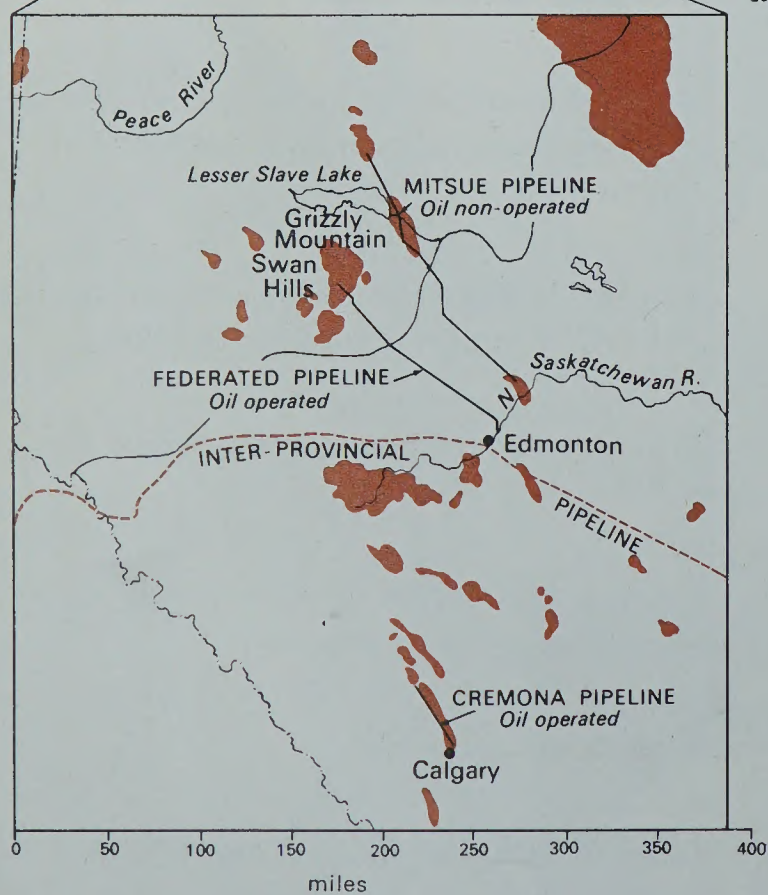 Peace River
Lesser Slave Lake
MITSUE PIPELINE
Oil non-operated
Grizzly
Mountain
Swan
Hills
FEDERATED PIPELINE
Oil operated
N Saskatchewan R.
Edmonton
INTER-PROVINCIAL
PIPELINE
CREMONA PIPELINE
Oil operated
Calgary
0 50 100 150 200 250 300 350 400
miles